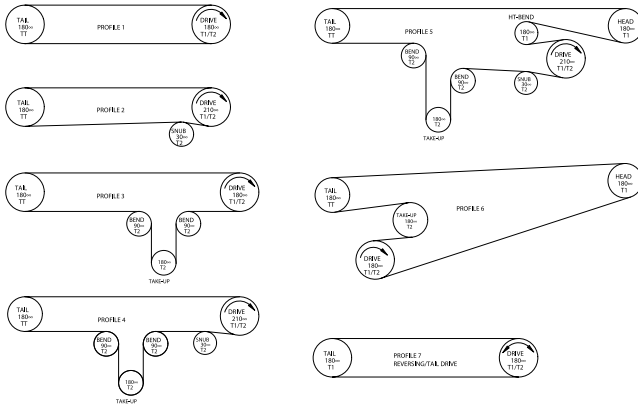 TAIL
180∞
TT
PROFILE 1
DRIVE
180∞
T1/T2
TAIL
180∞
TT
PROFILE 2
DRIVE
210∞
T1/T2
SNUB
30∞
T2
TAIL
180∞
TT
PROFILE 3
DRIVE
180∞
T1/T2
BEND
90∞
T2
BEND
90∞
T2
180∞
T2
TAKE-UP
TAIL
180∞
TT
PROFILE 4
DRIVE
210∞
T1/T2
BEND
90∞
T2
BEND
90∞
T2
SNUB
30∞
T2
180∞
T2
TAKE-UP
TAIL
180∞
TT
PROFILE 5
HT-BEND
180∞
T1
HEAD
180∞
T1
DRIVE
210∞
T1/T2
BEND
90∞
T2
BEND
90∞
T2
SNUB
30∞
T2
180∞
T2
TAKE-UP
TAIL
180∞
TT
HEAD
180∞
T1
TAKE-UP
180∞
T2
PROFILE 6
DRIVE
180∞
T1/T2
TAIL
180∞
T1
PROFILE 7
REVERSING/TAIL DRIVE
DRIVE
180∞
T1/T2